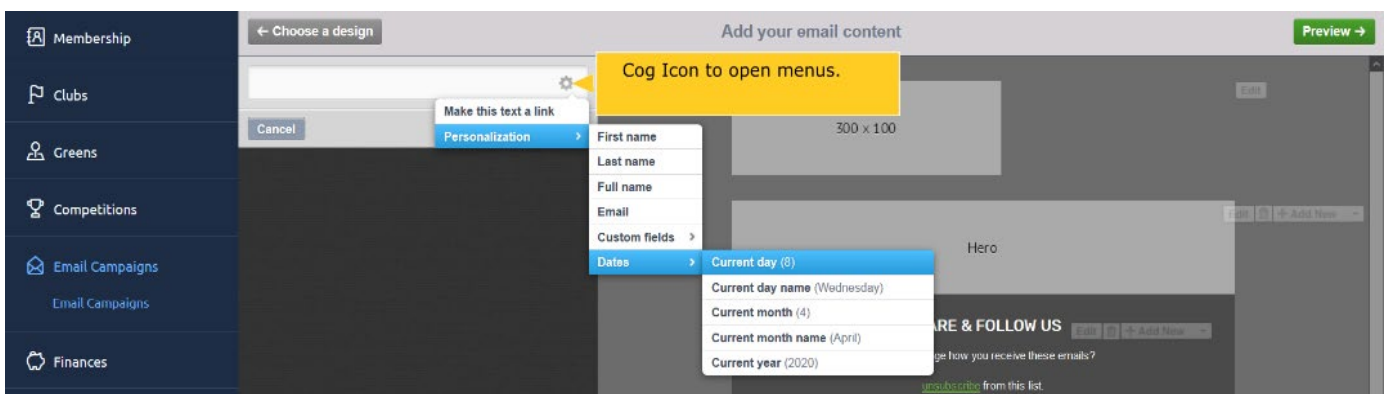 Membership
Clubs
Greens
Competitions
Email Campaigns
Email Campaigns
Finances
← Choose a design
Add your email content
Preview →
Cog Icon to open menus.
Cancel
Make this text a link
Personalization >
First name
Last name
Full name
Email
Custom fields >
Dates >
Current day (8)
Current day name (Wednesday)
Current month (4)
Current month name (April)
Current year (2020)
Edit
300 x 100
Edit + Add New
Hero
ARE & FOLLOW US Edit + Add New
ge how you receive these emails?
unsubscribe from this list.